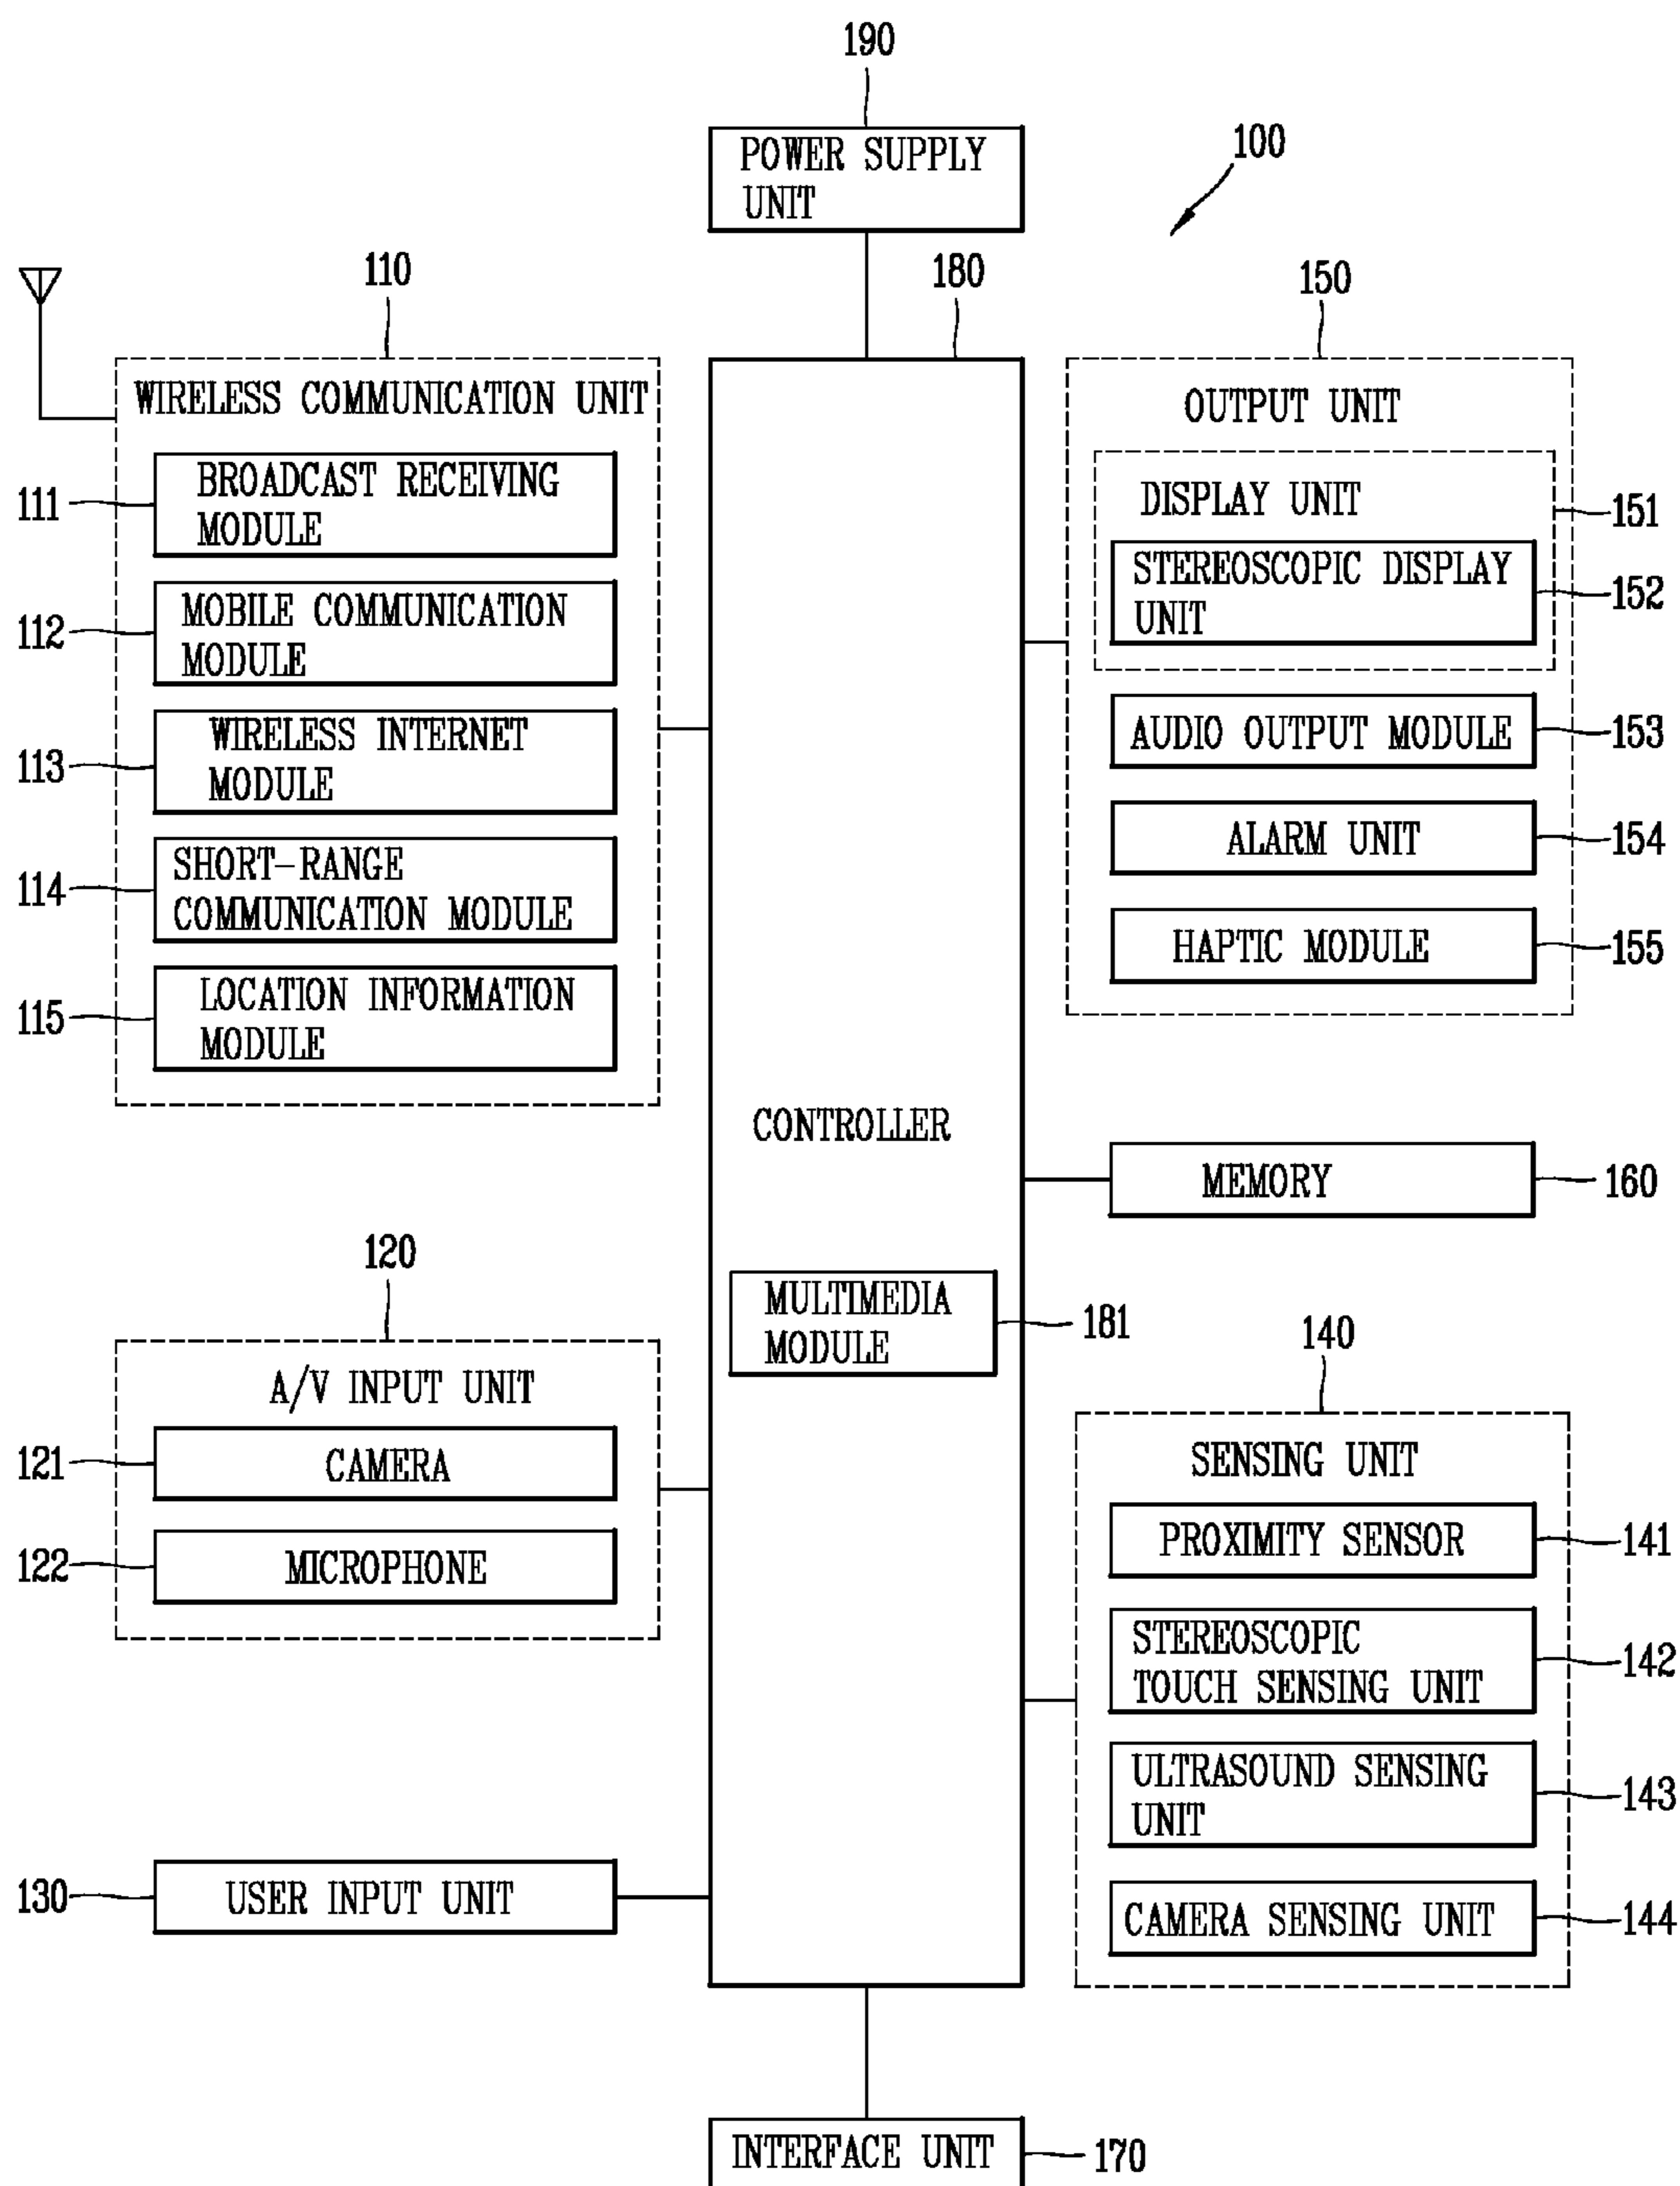 190
POWER SUPPLY
UNIT
100
110
180
150
WIRELESS COMMUNICATION UNIT
111
BROADCAST RECEIVING
MODULE
112
MOBILE COMMUNICATION
MODULE
113
WIRELESS INTERNET
MODULE
114
SHORT-RANGE
COMMUNICATION MODULE
115
LOCATION INFORMATION
MODULE
OUTPUT UNIT
DISPLAY UNIT
151
STEREOSCOPIC DISPLAY
UNIT
152
AUDIO OUTPUT MODULE
153
ALARM UNIT
154
HAPTIC MODULE
155
CONTROLLER
MEMORY
160
MULTIMEDIA
MODULE
181
120
A/V INPUT UNIT
121
CAMERA
122
MICROPHONE
140
SENSING UNIT
PROXIMITY SENSOR
141
STEREOSCOPIC
TOUCH SENSING UNIT
142
ULTRASOUND SENSING
UNIT
143
CAMERA SENSING UNIT
144
130
USER INPUT UNIT
INTERFACE UNIT
170